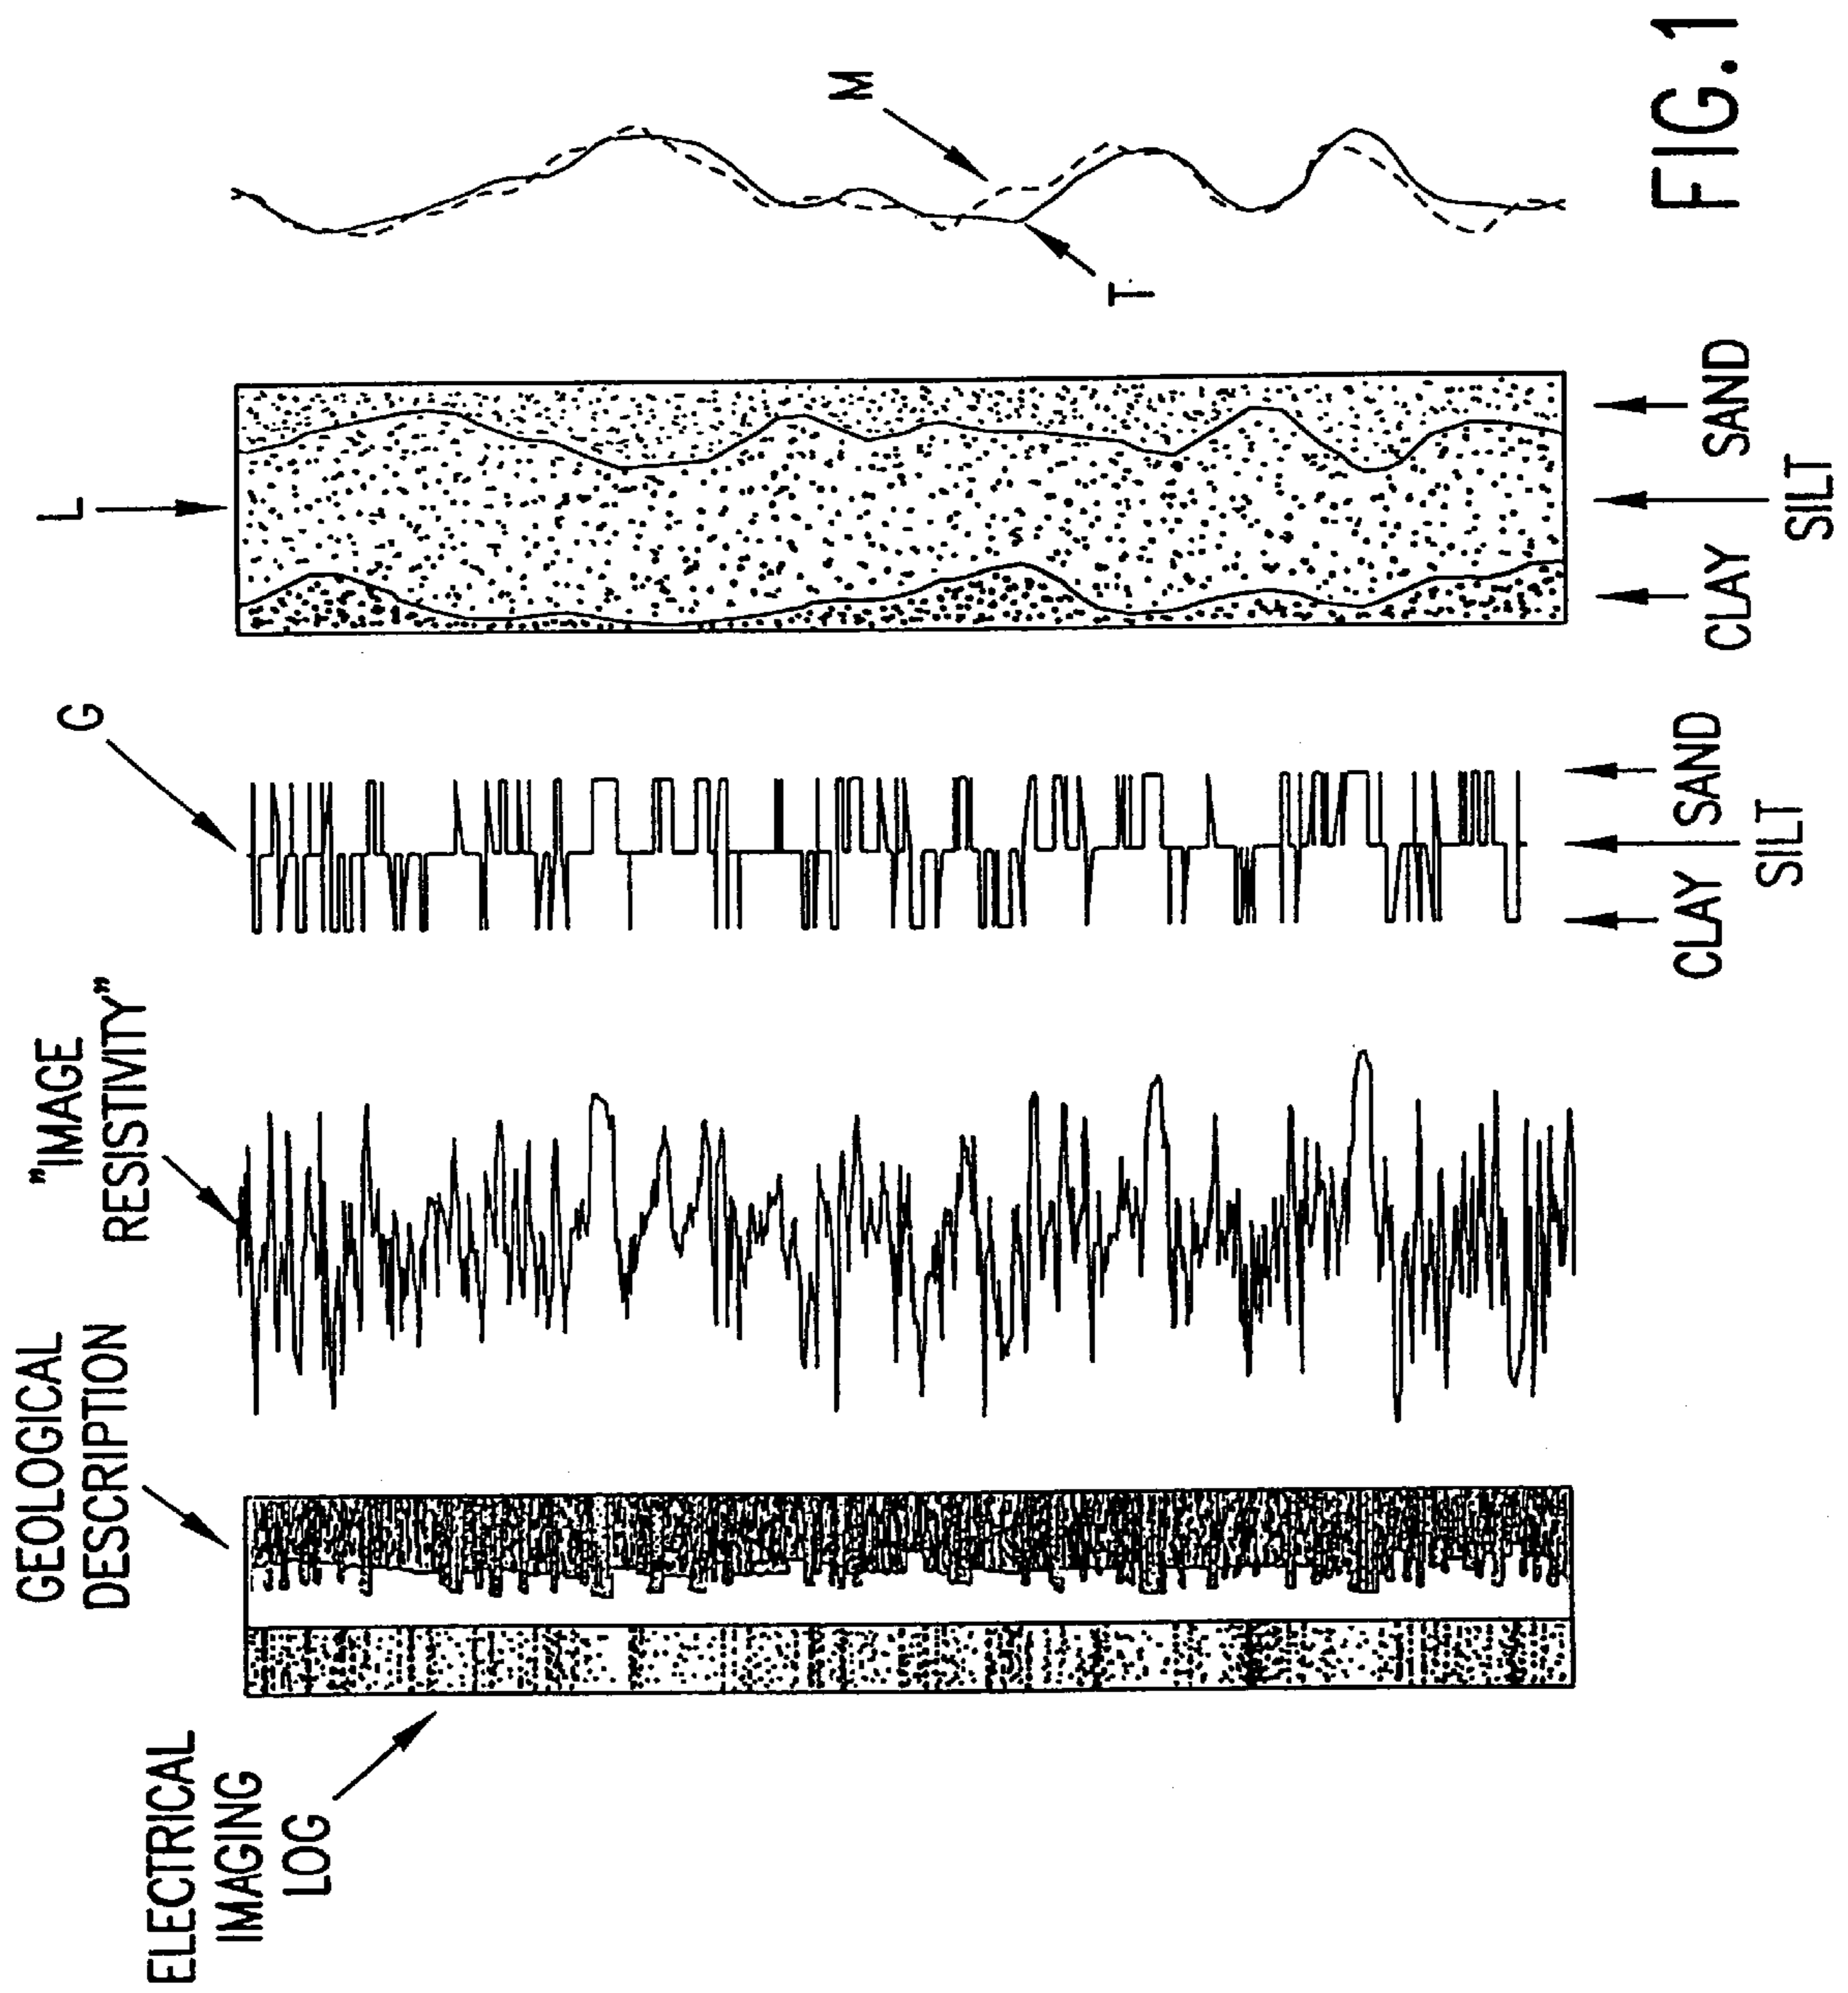 ELECTRICAL
IMAGING
LOG
GEOLOGICAL
DESCRIPTION
"IMAGE
RESISTIVITY"
G
L
M
T
CLAY
SILT
SAND
CLAY
SILT
SAND
FIG.1